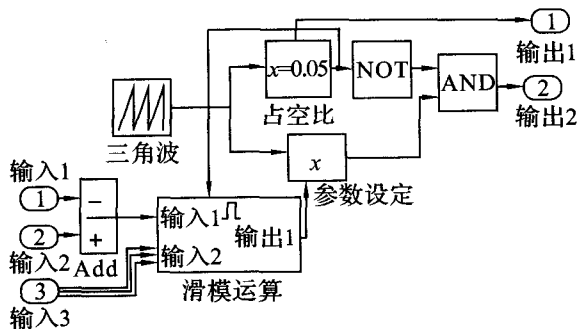 1
输出1
x=0.05
NOT
AND
占空比
2
输出2
三角波
x
参数设定
输入1
1
−
+
2
输入2
Add
输入1
输出1
输入2
滑模运算
3
输入3